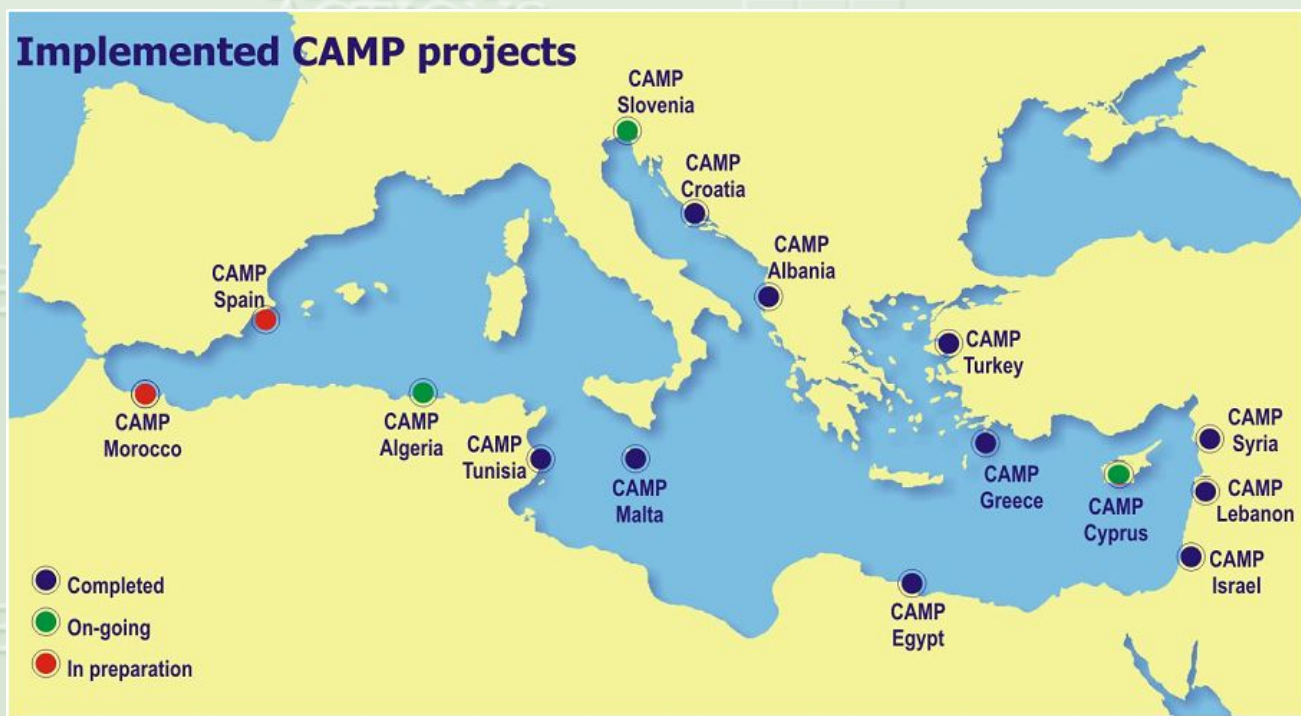 ACTIONS
Implemented CAMP projects
CAMP
Slovenia
CAMP
Croatia
CAMP
Albania
CAMP
Spain
CAMP
Turkey
CAMP
Morocco
CAMP
Algeria
CAMP
Tunisia
CAMP
Malta
CAMP
Greece
CAMP
Cyprus
CAMP
Syria
CAMP
Lebanon
CAMP
Israel
CAMP
Egypt
Completed
On-going
In preparation